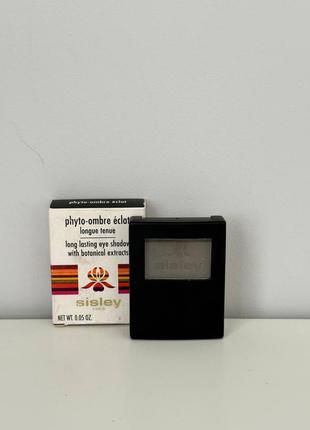 phyto-ombre éclat
phyto-ombre éclat
longue tenue
long lasting eye shadow
with botanical extracts
sisley
PARIS
NET WT. 0.05 OZ.
sisley